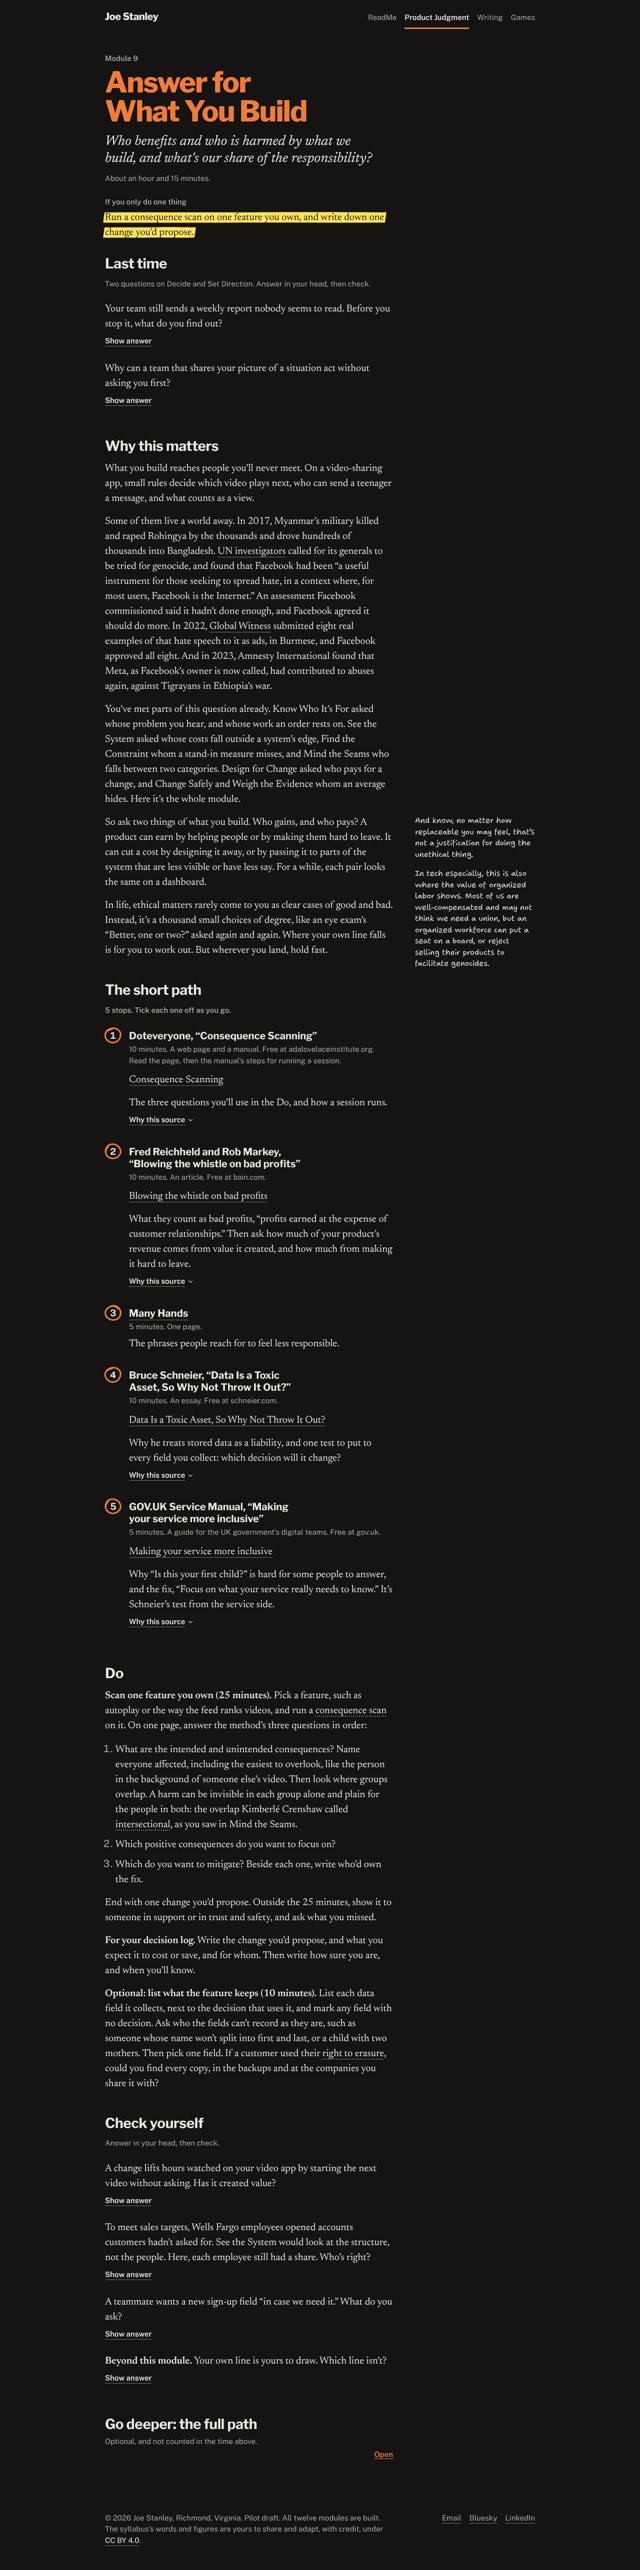 Joe Stanley
ReadMe Product Judgment Writing Games
Module 9
Answer for
What You Build
Who benefits and who is harmed by what we
build, and what's our share of the responsibility?
About an hour and 15 minutes.
If you only do one thing
Run a consequence scan on one feature you own, and write down one
change you'd propose.
Last time
Two questions on Decide and Set Direction. Answer in your head, then check.
Your team still sends a weekly report nobody seems to read. Before you
stop it, what do you find out?
Show answer
Why can a team that shares your picture of a situation act without
asking you first?
Show answer
Why this matters
What you build reaches people you'll never meet. On a video-sharing
app, small rules decide which video plays next, who can send a teenager
a message, and what counts as a view.
Some of them live a world away. In 2017, Myanmar's military killed
and raped Rohingya by the thousands and drove hundreds of
thousands into Bangladesh. UN investigators called for its generals to
be tried for genocide, and found that Facebook had been “a useful
instrument for those seeking to spread hate, in a context where, for
most users, Facebook is the Internet.” An assessment Facebook
commissioned said it hadn't done enough, and Facebook agreed it
should do more. In 2022, Global Witness submitted eight real
examples of that hate speech to it as ads, in Burmese, and Facebook
approved all eight. And in 2023, Amnesty International found that
Meta, as Facebook's owner is now called, had contributed to abuses
again, against Tigrayans in Ethiopia's war.
You've met parts of this question already. Know Who It's For asked
whose problem you hear, and whose work an order rests on. See the
System asked whose costs fall outside a system's edge, Find the
Constraint whom a stand-in measure misses, and Mind the Seams who
falls between two categories. Design for Change asked who pays for a
change, and Change Safely and Weigh the Evidence whom an average
hides. Here it's the whole module.
So ask two things of what you build. Who gains, and who pays? A
product can earn by helping people or by making them hard to leave. It
can cut a cost by designing it away, or by passing it to parts of the
system that are less visible or have less say. For a while, each pair looks
the same on a dashboard.
In life, ethical matters rarely come to you as clear cases of good and bad.
Instead, it's a thousand small choices of degree, like an eye exam's
“Better, one or two?” asked again and again. Where your own line falls
is for you to work out. But wherever you land, hold fast.
And know, no matter how
replaceable you may feel, that's
not a justification for doing the
unethical thing.
In tech especially, this is also
where the value of organized
labor shows. Most of us are
well-compensated and may not
think we need a union, but an
organized workforce can put a
seat on a board, or reject
selling their products to
facilitate genocides.
The short path
5 stops. Tick each one off as you go.
1
Doteveryone, “Consequence Scanning”
10 minutes. A web page and a manual. Free at adalovelaceinstitute.org.
Read the page, then the manual's steps for running a session.
Consequence Scanning
The three questions you'll use in the Do, and how a session runs.
Why this source
2
Fred Reichheld and Rob Markey,
“Blowing the whistle on bad profits”
10 minutes. An article. Free at bain.com.
Blowing the whistle on bad profits
What they count as bad profits, “profits earned at the expense of
customer relationships.” Then ask how much of your product's
revenue comes from value it created, and how much from making
it hard to leave.
Why this source
3
Many Hands
5 minutes. One page.
The phrases people reach for to feel less responsible.
4
Bruce Schneier, “Data Is a Toxic
Asset, So Why Not Throw It Out?”
10 minutes. An essay. Free at schneier.com.
Data Is a Toxic Asset, So Why Not Throw It Out?
Why he treats stored data as a liability, and one test to put to
every field you collect: which decision will it change?
Why this source
5
GOV.UK Service Manual, “Making
your service more inclusive”
5 minutes. A guide for the UK government's digital teams. Free at gov.uk.
Making your service more inclusive
Why “Is this your first child?” is hard for some people to answer,
and the fix, “Focus on what your service really needs to know.” It's
Schneier's test from the service side.
Why this source
Do
Scan one feature you own (25 minutes). Pick a feature, such as
autoplay or the way the feed ranks videos, and run a consequence scan
on it. On one page, answer the method's three questions in order:
1. What are the intended and unintended consequences? Name
everyone affected, including the easiest to overlook, like the person
in the background of someone else's video. Then look where groups
overlap. A harm can be invisible in each group alone and plain for
the people in both: the overlap Kimberlé Crenshaw called
intersectional, as you saw in Mind the Seams.
2. Which positive consequences do you want to focus on?
3. Which do you want to mitigate? Beside each one, write who'd own
the fix.
End with one change you'd propose. Outside the 25 minutes, show it to
someone in support or in trust and safety, and ask what you missed.
For your decision log. Write the change you'd propose, and what you
expect it to cost or save, and for whom. Then write how sure you are,
and when you'll know.
Optional: list what the feature keeps (10 minutes). List each data
field it collects, next to the decision that uses it, and mark any field with
no decision. Ask who the fields can't record as they are, such as
someone whose name won't split into first and last, or a child with two
mothers. Then pick one field. If a customer used their right to erasure,
could you find every copy, in the backups and at the companies you
share it with?
Check yourself
Answer in your head, then check.
A change lifts hours watched on your video app by starting the next
video without asking. Has it created value?
Show answer
To meet sales targets, Wells Fargo employees opened accounts
customers hadn't asked for. See the System would look at the structure,
not the people. Here, each employee still had a share. Who's right?
Show answer
A teammate wants a new sign-up field “in case we need it.” What do you
ask?
Show answer
Beyond this module. Your own line is yours to draw. Which line isn't?
Show answer
Go deeper: the full path
Optional, and not counted in the time above.
Open
© 2026 Joe Stanley, Richmond, Virginia. Pilot draft. All twelve modules are built.
The syllabus's words and figures are yours to share and adapt, with credit, under
CC BY 4.0.
Email Bluesky LinkedIn